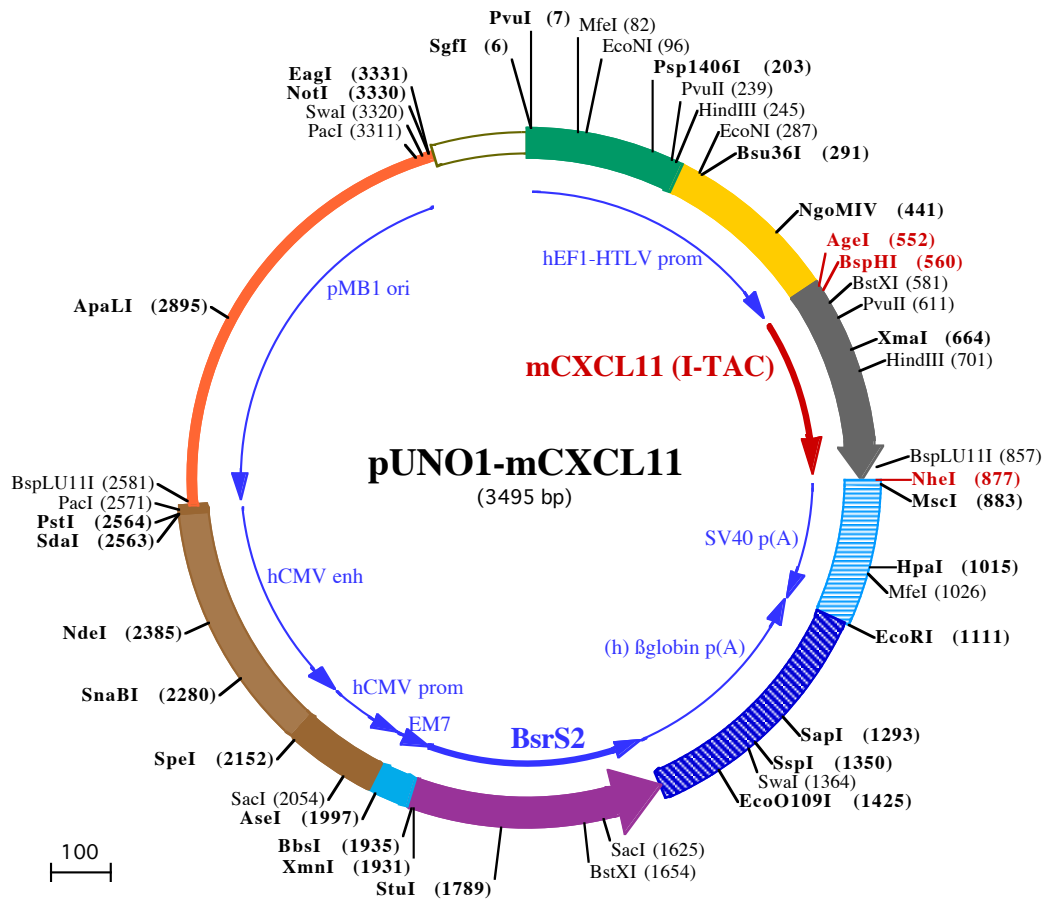 PvuI (7)
MfeI (82)
SgfI (6)
EcoNI (96)
Psp1406I (203)
PvuII (239)
HindIII (245)
EcoNI (287)
Bsu36I (291)
NgoMIV (441)
AgeI (552)
BspHI (560)
BstXI (581)
PvuII (611)
XmaI (664)
HindIII (701)
BspLU11I (857)
NheI (877)
MscI (883)
HpaI (1015)
MfeI (1026)
EcoRI (1111)
SapI (1293)
SspI (1350)
SwaI (1364)
EcoO109I (1425)
SacI (1625)
BstXI (1654)
StuI (1789)
XmnI (1931)
BbsI (1935)
AseI (1997)
SacI (2054)
SpeI (2152)
SnaBI (2280)
NdeI (2385)
SdaI (2563)
PstI (2564)
PacI (2571)
BspLU11I (2581)
ApaLI (2895)
PacI (3311)
SwaI (3320)
NotI (3330)
EagI (3331)
hEF1-HTLV prom
pMB1 ori
mCXCL11 (I-TAC)
pUNO1-mCXCL11
(3495 bp)
SV40 p(A)
hCMV enh
(h) ßglobin p(A)
hCMV prom
EM7
BsrS2
100